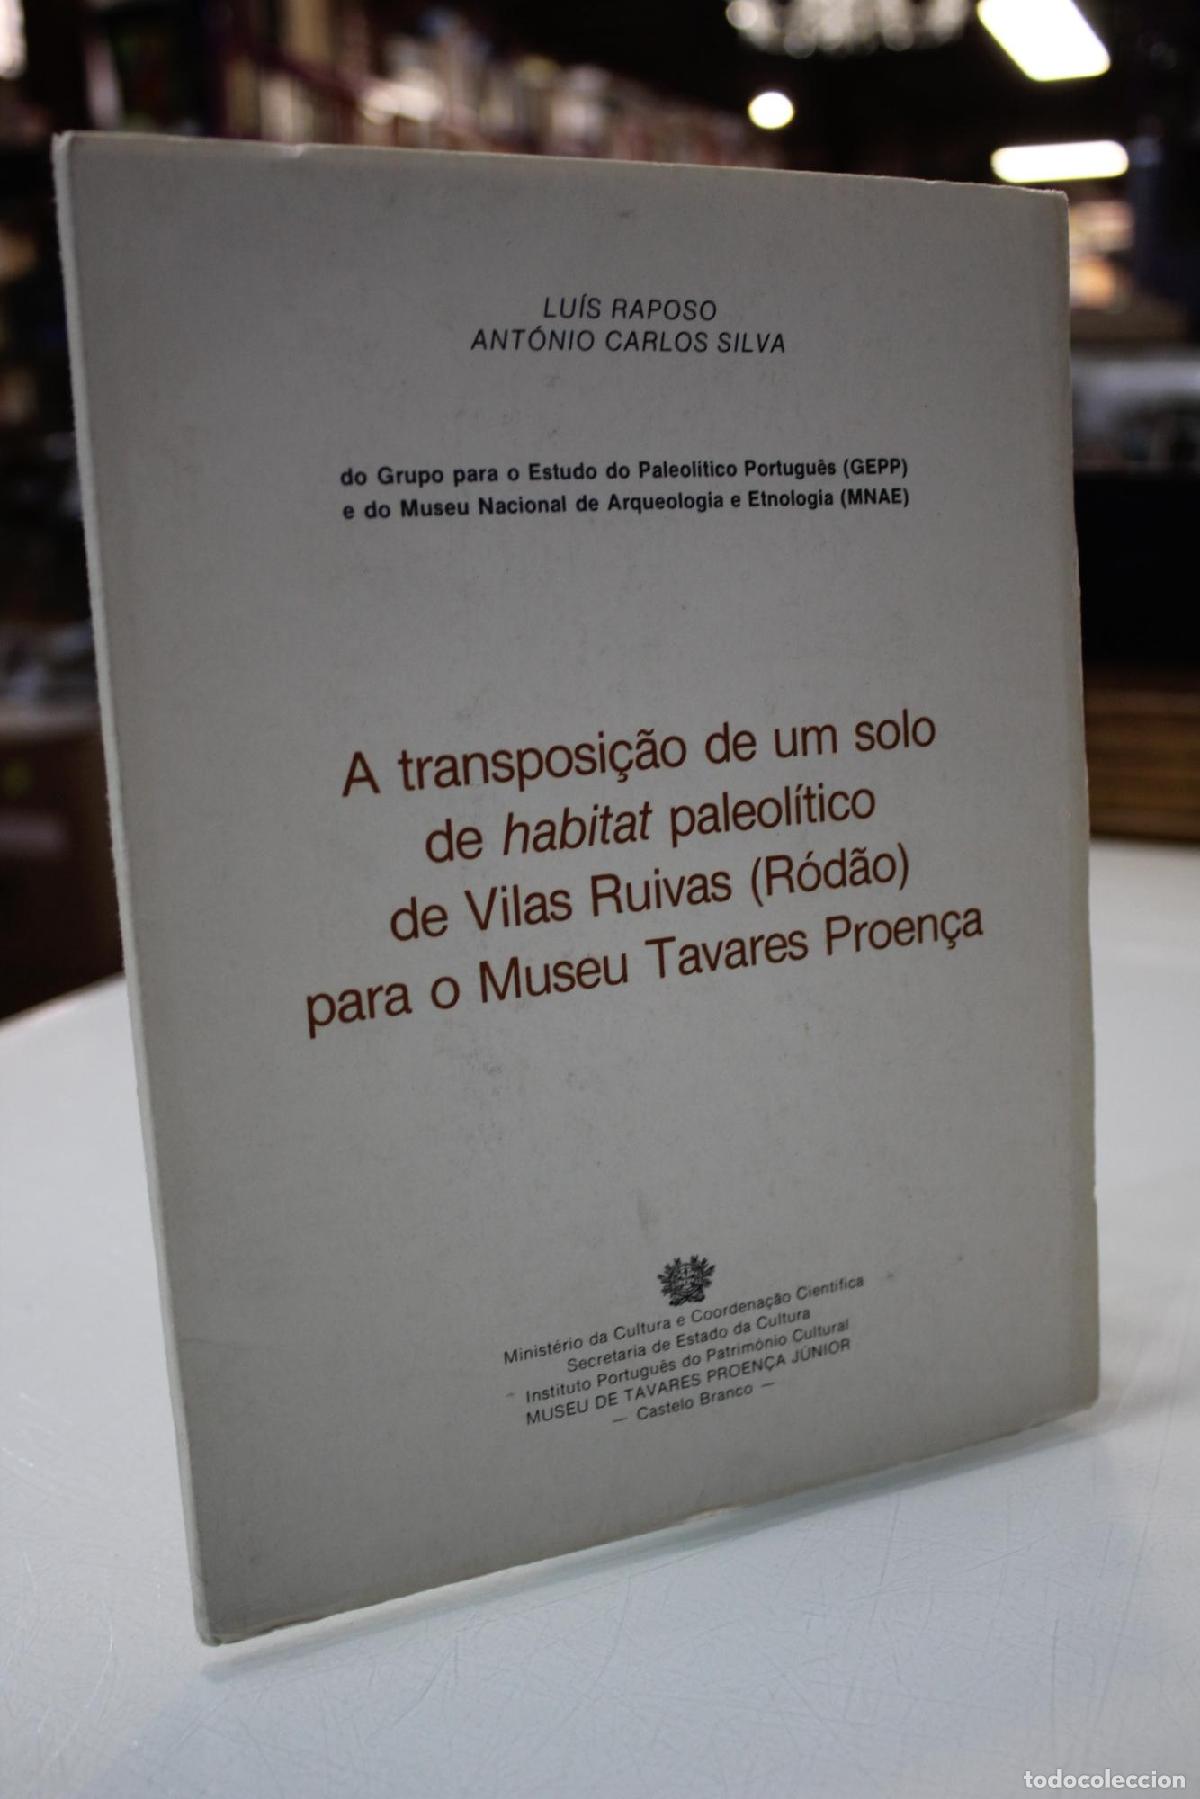 LUÍS RAPOSO
ANTÓNIO CARLOS SILVA
do Grupo para o Estudo do Paleolítico Português (GEPP)
e do Museu Nacional de Arqueologia e Etnologia (MNAE)
A transposição de um solo
de habitat paleolítico
de Vilas Ruivas (Ródão)
para o Museu Tavares Proença
Ministério da Cultura e Coordenação Científica
Secretaria de Estado da Cultura
Instituto Português do Património Cultural
MUSEU DE TAVARES PROENÇA JÚNIOR
— Castelo Branco —
todocoleccion